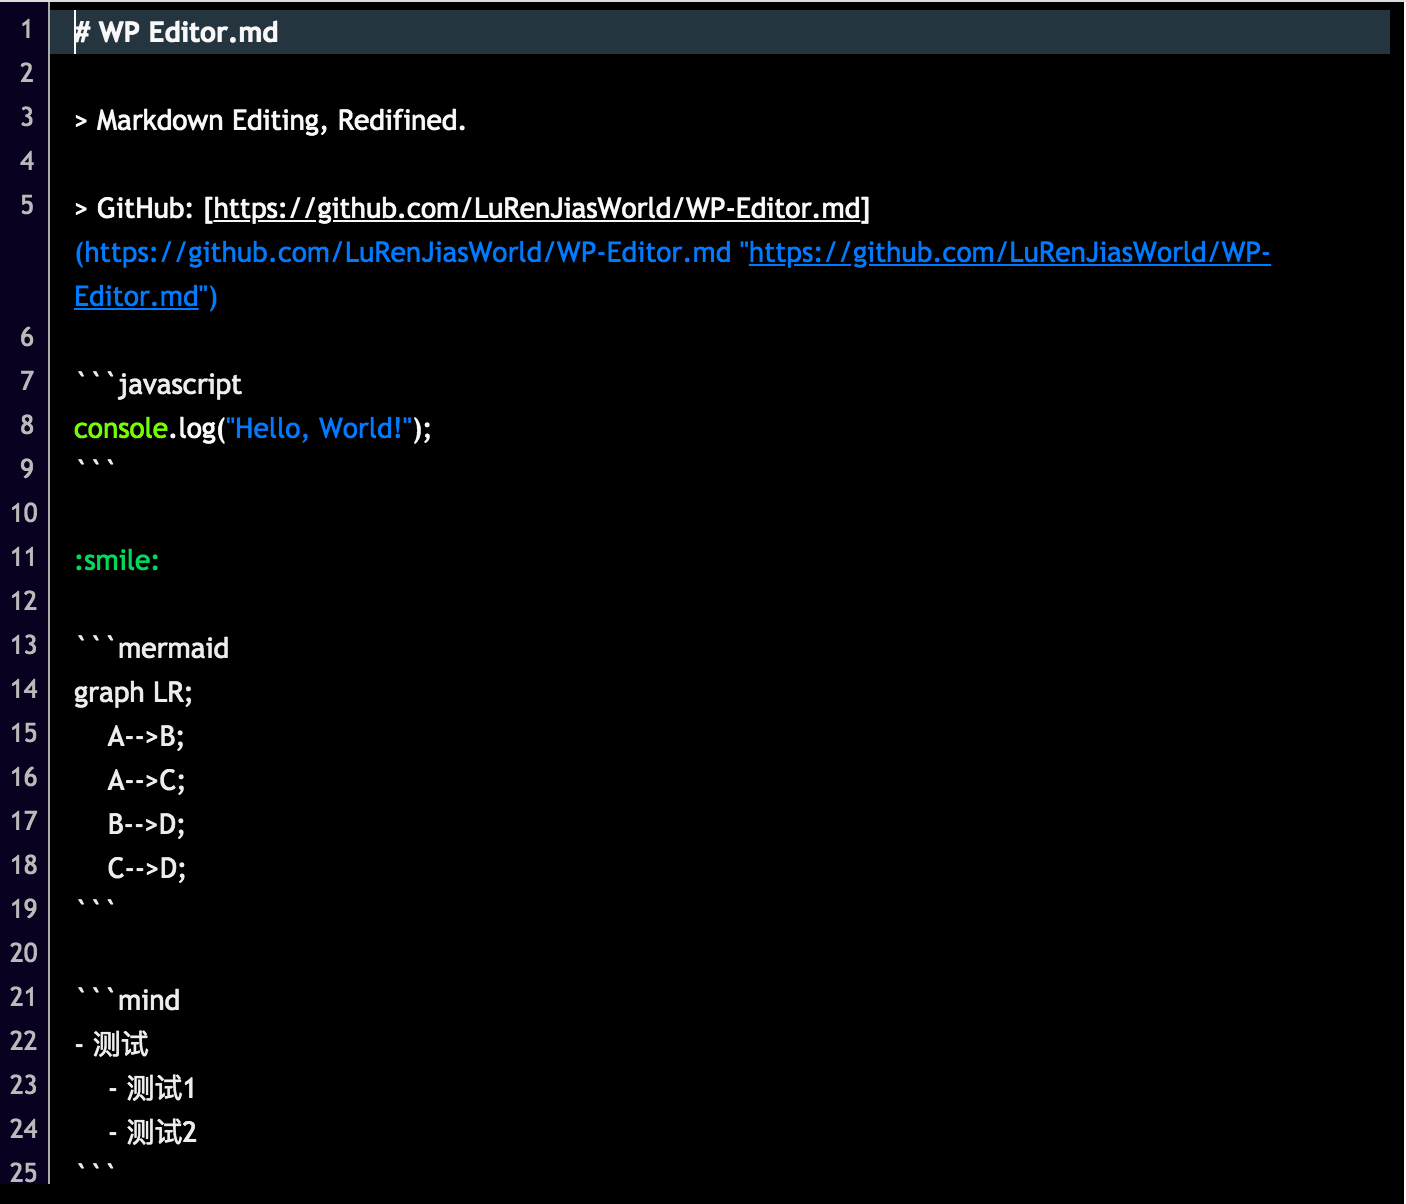 1 # WP Editor.md
2
3 > Markdown Editing, Redifined.
4
5 > GitHub: [https://github.com/LuRenJiasWorld/WP-Editor.md]
(https://github.com/LuRenJiasWorld/WP-Editor.md "https://github.com/LuRenJiasWorld/WP-
Editor.md")
6
7 ```javascript
8 console.log("Hello, World!");
9 ```
10
11 :smile:
12
13 ```mermaid
14 graph LR;
15     A-->B;
16     A-->C;
17     B-->D;
18     C-->D;
19 ```
20
21 ```mind
22 - 测试
23     - 测试1
24     - 测试2
25 ```